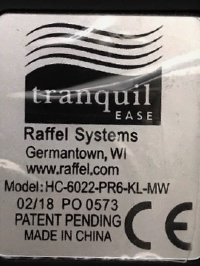 tranquil
EASE
Raffel Systems
Germantown, WI
www.raffel.com
Model: HC-6022-PR6-KL-MW
02/18 PO 0573
PATENT PENDING
MADE IN CHINA
CE